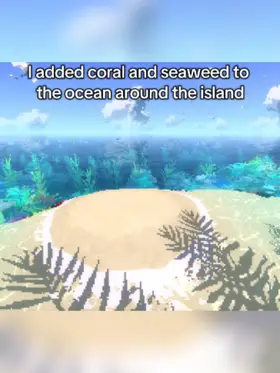 I added coral and seaweed to
the ocean around the island